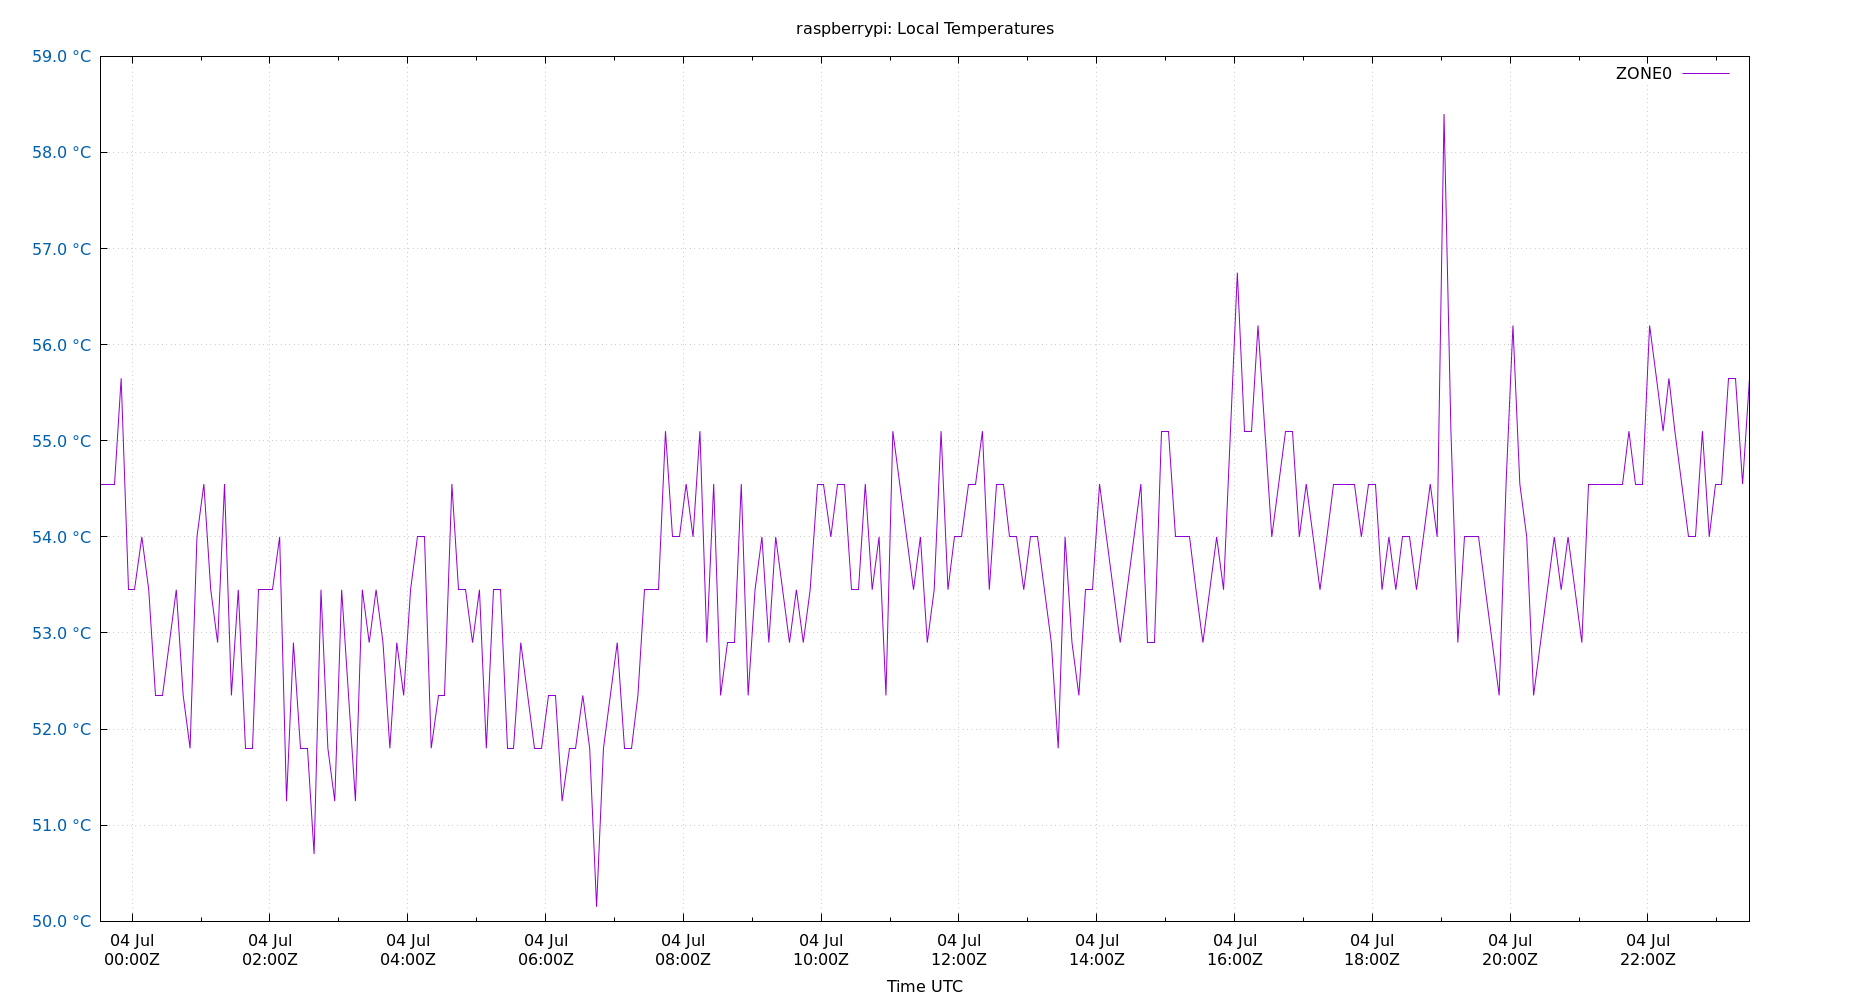 raspberrypi: Local Temperatures
59.0 °C
ZONE0
58.0 °C
57.0 °C
56.0 °C
55.0 °C
54.0 °C
53.0 °C
52.0 °C
51.0 °C
50.0 °C
04 Jul 04 Jul 04 Jul 04 Jul 04 Jul 04 Jul 04 Jul 04 Jul 04 Jul 04 Jul 04 Jul 04 Jul
00:00Z 02:00Z 04:00Z 06:00Z 08:00Z 10:00Z 12:00Z 14:00Z 16:00Z 18:00Z 20:00Z 22:00Z
Time UTC